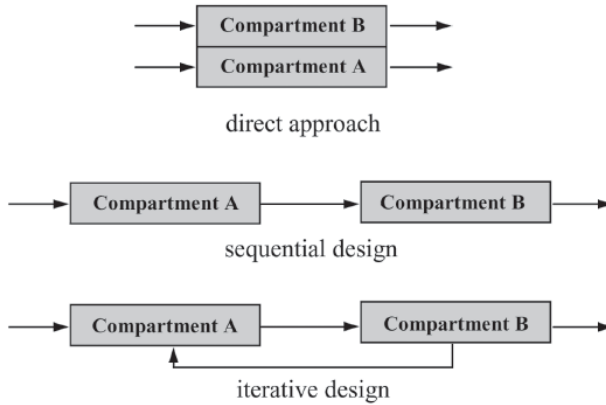 Compartment B
Compartment A
direct approach
Compartment A
Compartment B
sequential design
Compartment A
Compartment B
iterative design